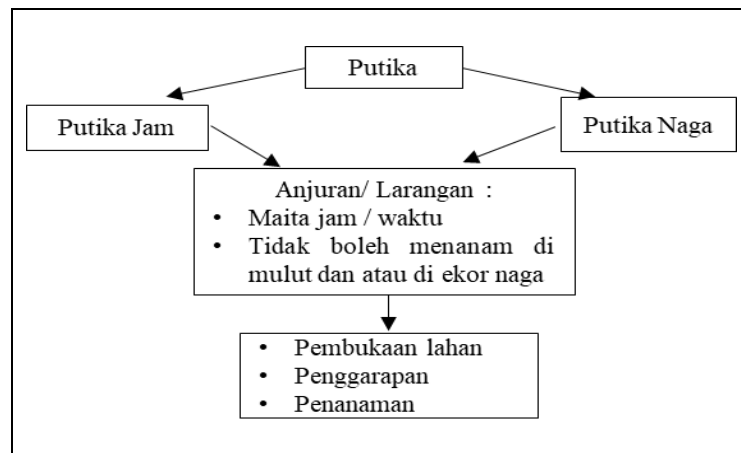 Putika
Putika Jam
Putika Naga
Anjuran/ Larangan :
• Maita jam / waktu
• Tidak boleh menanam di
mulut dan atau di ekor naga
• Pembukaan lahan
• Penggarapan
• Penanaman